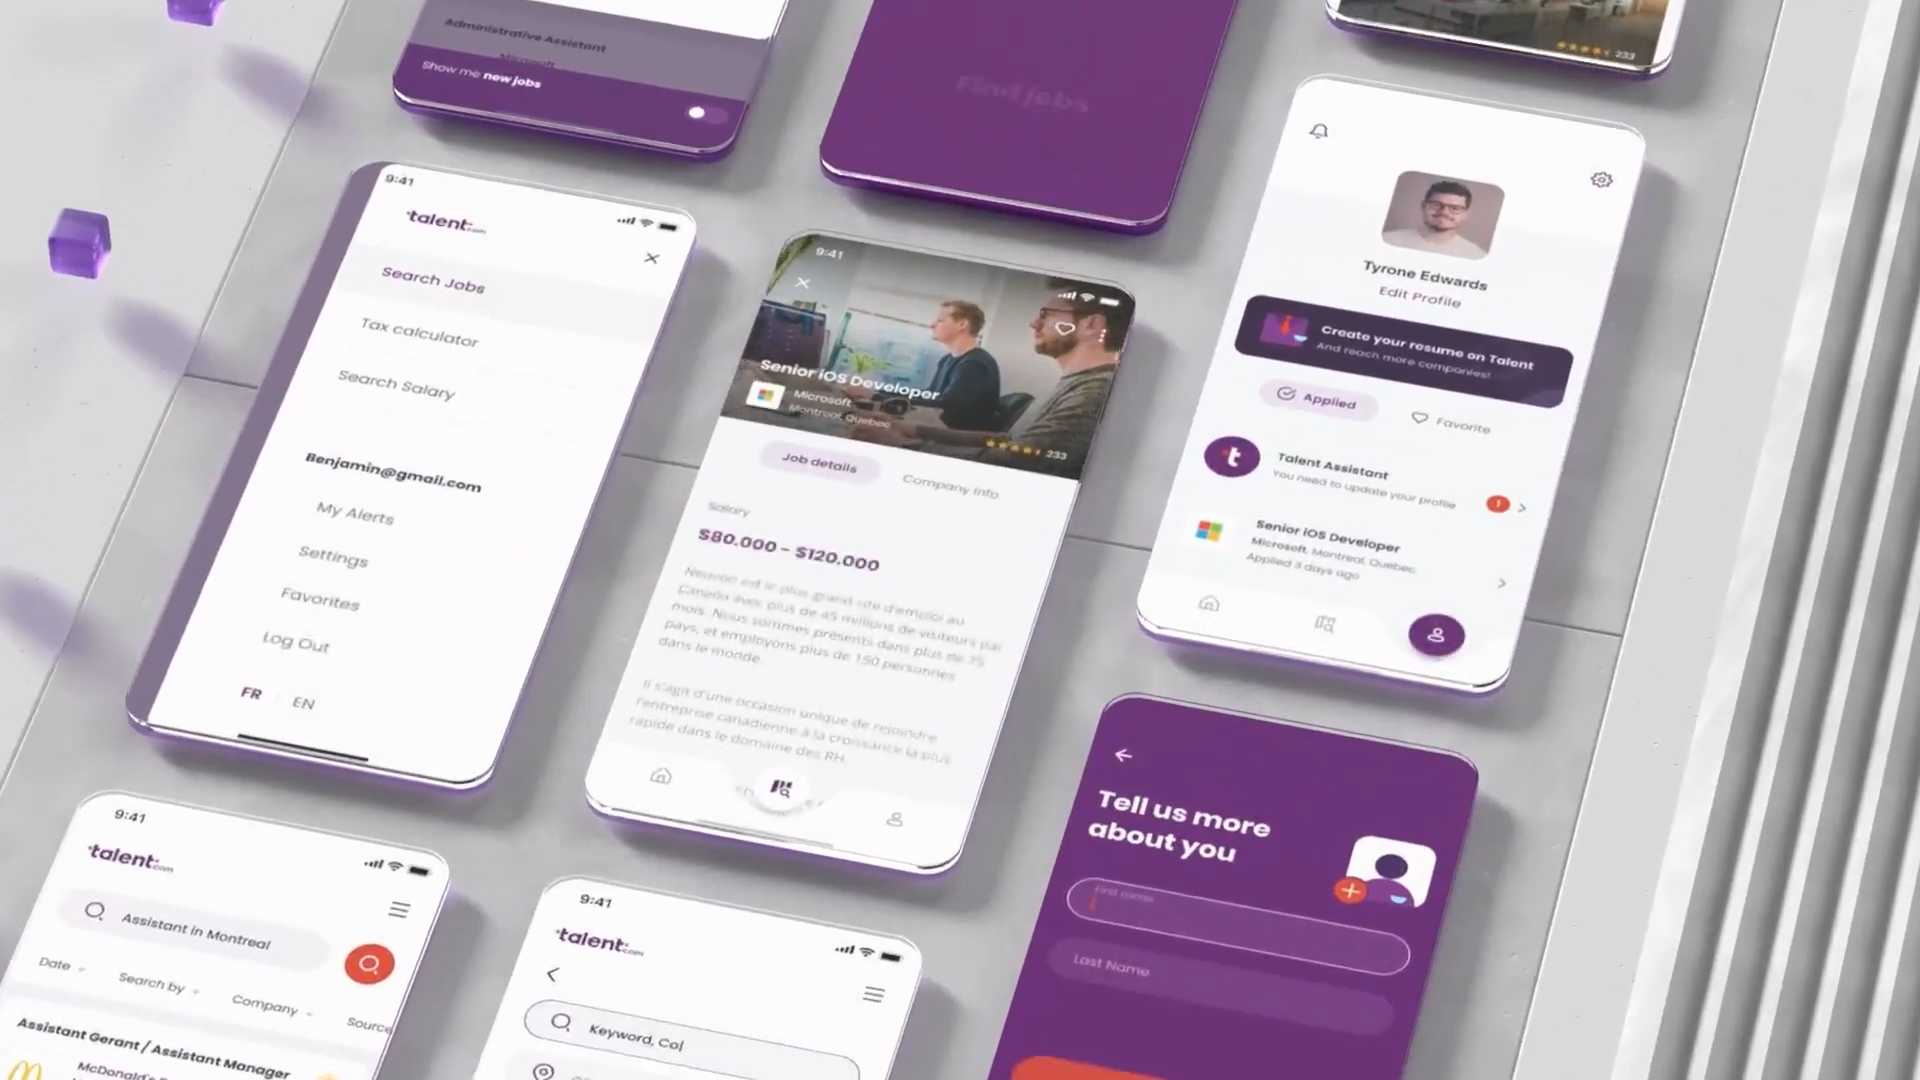 Administrative Assistant
Microsoft
Show me new jobs
Find jobs
233
9:41
talent.com
Search Jobs
Tax calculator
Search Salary
Benjamin@gmail.com
My Alerts
Settings
Favorites
Log Out
FR
EN
9:41
Senior iOS Developer
Microsoft
Montreal, Quebec
233
Job details
Company Info
Salary
$80.000 - $120.000
Neuvoo est le plus grand site d'emploi au
Canada avec plus de 45 millions de visiteurs par
mois. Nous sommes présents dans plus de 75
pays, et employons plus de 150 personnes
dans le monde.
Il s'agit d'une occasion unique de rejoindre
l'entreprise canadienne à la croissance la plus
rapide dans le domaine des RH.
Tyrone Edwards
Edit Profile
Create your resume on Talent
And reach more companies!
Applied
Favorite
t
Talent Assistant
You need to update your profile
Senior iOS Developer
Microsoft, Montreal, Quebec
Applied 3 days ago
9:41
talent.com
Assistant in Montreal
Date
Search by
Company
Source
Assistant Gerant / Assistant Manager
McDonald's
9:41
talent.com
Keyword, Co
Tell us more
about you
First name
Last Name